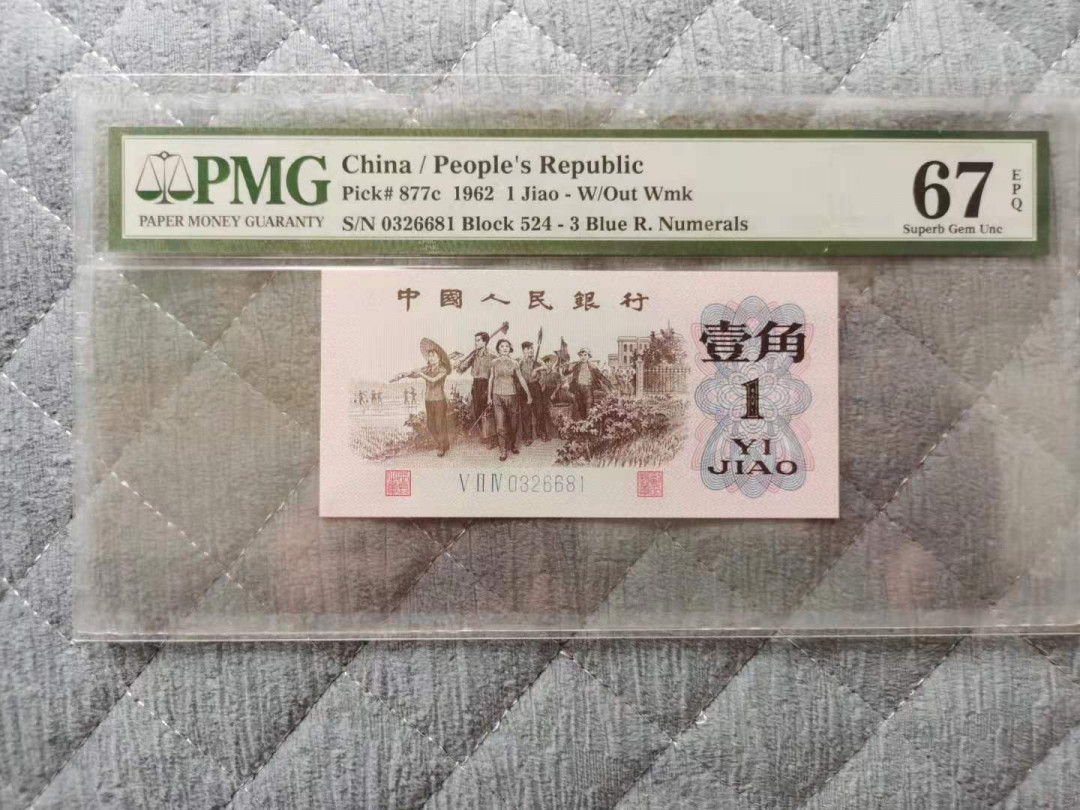 PMG
PAPER MONEY GUARANTY
China / People's Republic
Pick# 877c 1962 1 Jiao - W/Out Wmk
S/N 0326681 Block 524 - 3 Blue R. Numerals
67
EPQ
Superb Gem Unc
中國人民銀行
壹角
1
YI
JIAO
V II IV 0326681